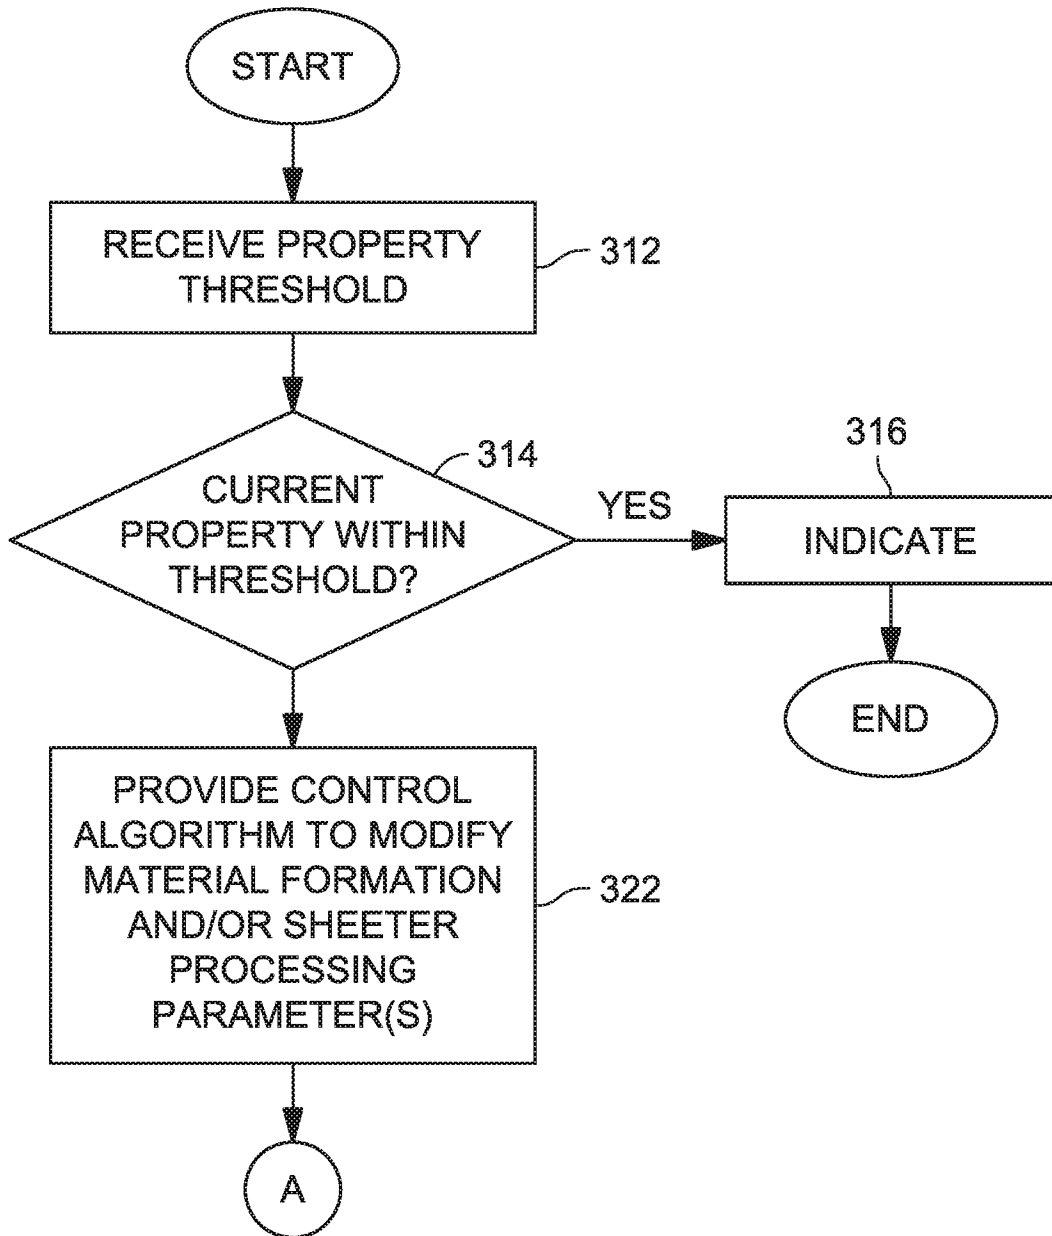 START
RECEIVE PROPERTY
THRESHOLD
312
314
CURRENT
PROPERTY WITHIN
THRESHOLD?
YES
316
INDICATE
END
PROVIDE CONTROL
ALGORITHM TO MODIFY
MATERIAL FORMATION
AND/OR SHEETER
PROCESSING
PARAMETER(S)
322
A